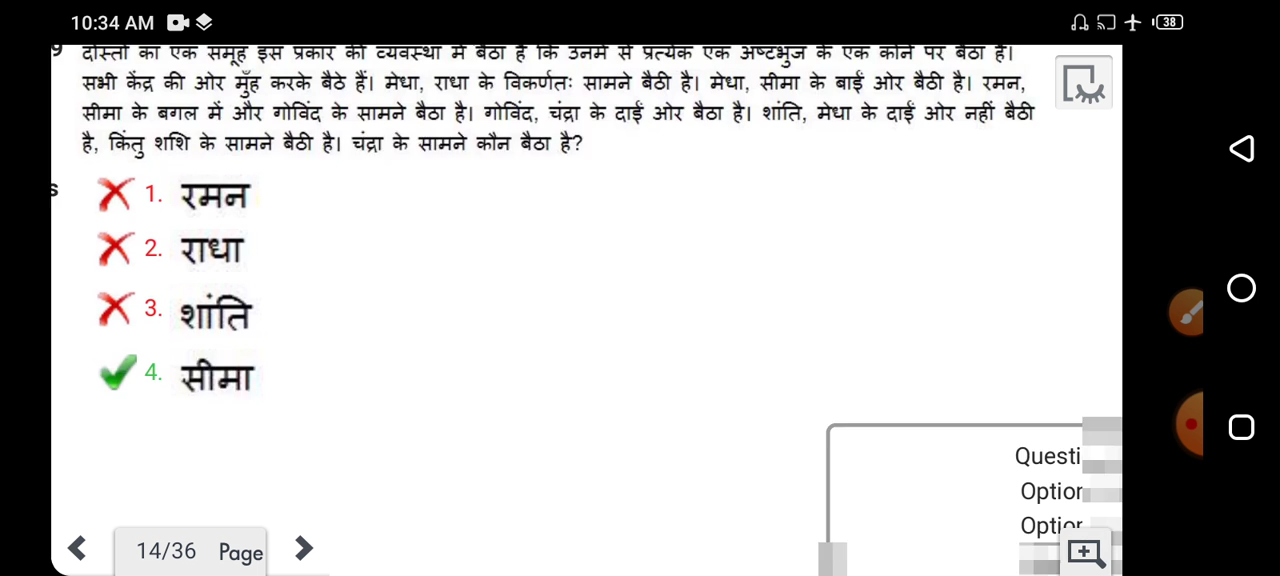 10:34 AM 38
9 दोस्तों का एक समूह इस प्रकार की व्यवस्था में बैठा है कि उनमें से प्रत्येक एक अष्टभुज के एक कोने पर बैठा है।
सभी केंद्र की ओर मुँह करके बैठे हैं। मेधा, राधा के विकर्णतः सामने बैठी है। मेधा, सीमा के बाईं ओर बैठी है। रमन,
सीमा के बगल में और गोविंद के सामने बैठा है। गोविंद, चंद्रा के दाईं ओर बैठा है। शांति, मेधा के दाईं ओर नहीं बैठी
है, किंतु शशि के सामने बैठी है। चंद्रा के सामने कौन बैठा है?
s
1. रमन
2. राधा
3. शांति
4. सीमा
Questi
Option
Option
14/36 Page